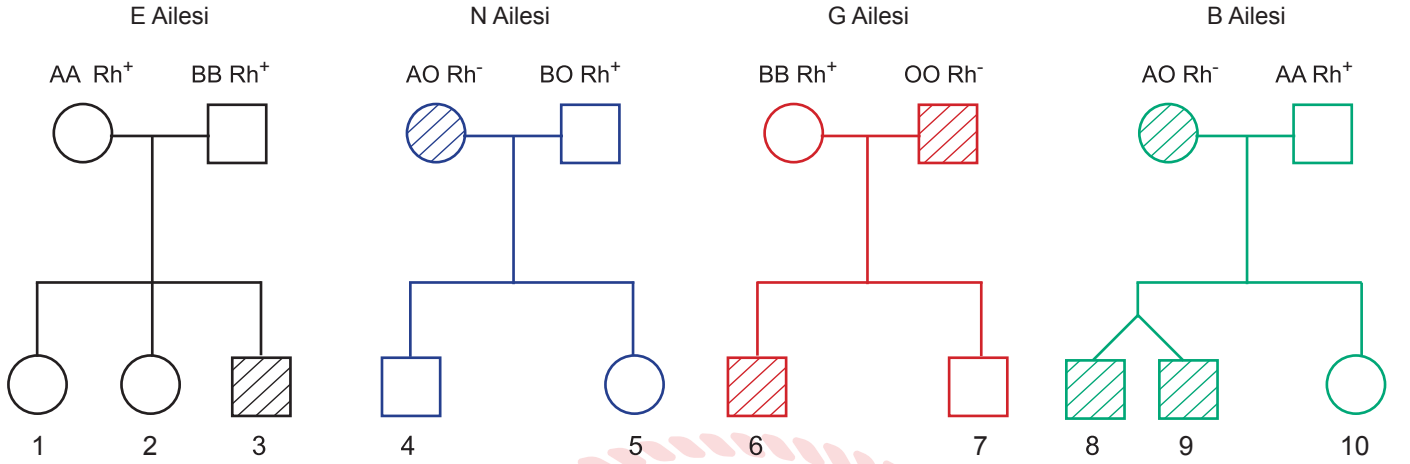 E Ailesi N Ailesi G Ailesi B Ailesi
AA Rh⁺ BB Rh⁺ AO Rh⁻ BO Rh⁺ BB Rh⁺ OO Rh⁻ AO Rh⁻ AA Rh⁺
1 2 3 4 5 6 7 8 9 10